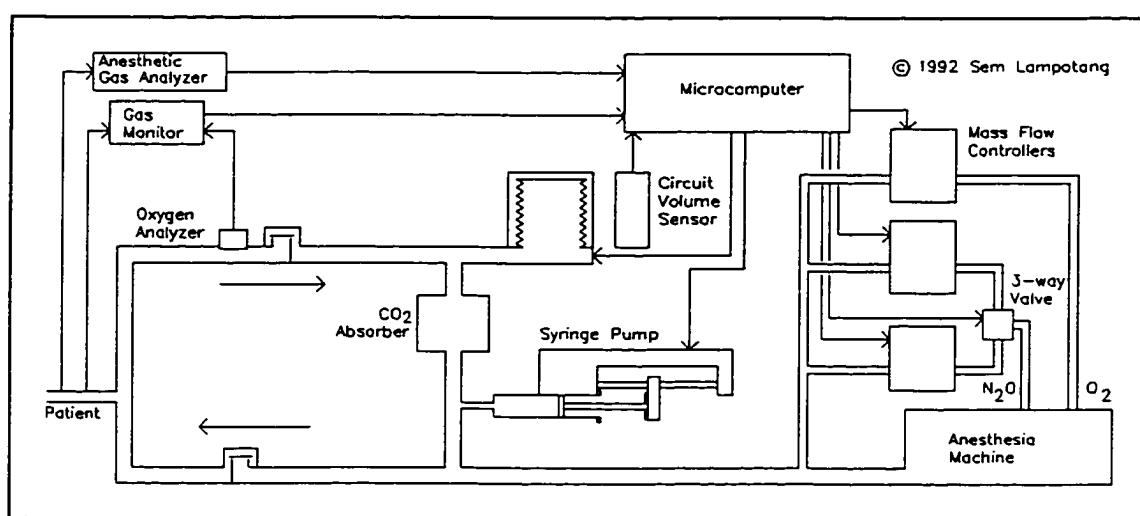 Anesthetic
Gas Analyzer
Gas
Monitor
Microcomputer
© 1992 Sem Lampotang
Mass Flow
Controllers
Circuit
Volume
Sensor
Oxygen
Analyzer
3-way
Valve
CO2
Absorber
Syringe Pump
N2O
O2
Patient
Anesthesia
Machine